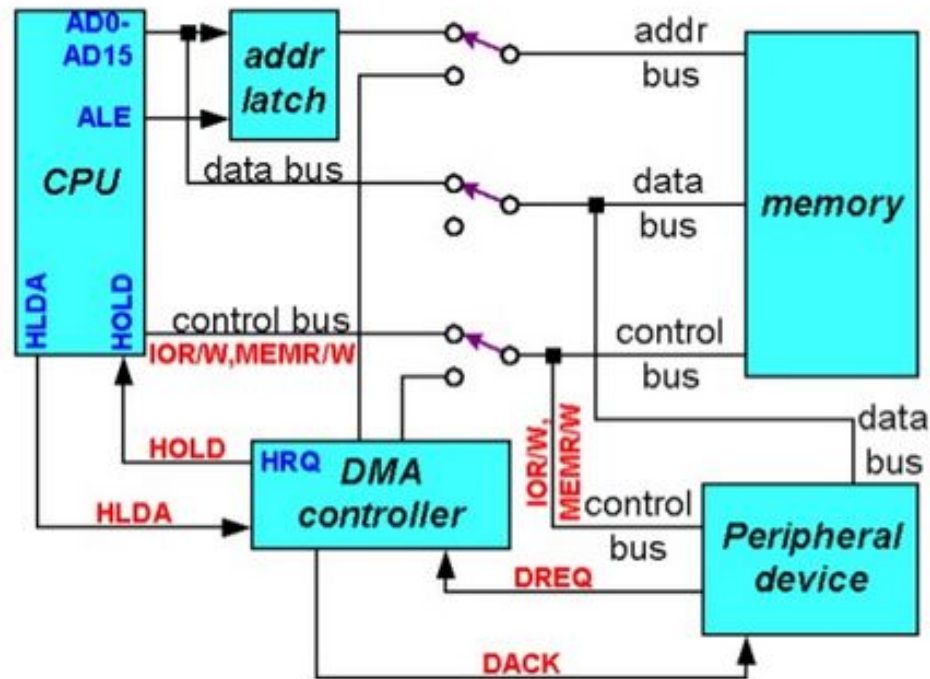 AD0-
AD15
addr
latch
addr
bus
ALE
CPU
data bus
data
bus
memory
HLDA
HOLD
control bus
IOR/W,MEMR/W
control
bus
HOLD
HRQ
DMA
controller
HLDA
IOR/W,
MEMR/W
data
bus
control
bus
Peripheral
device
DREQ
DACK